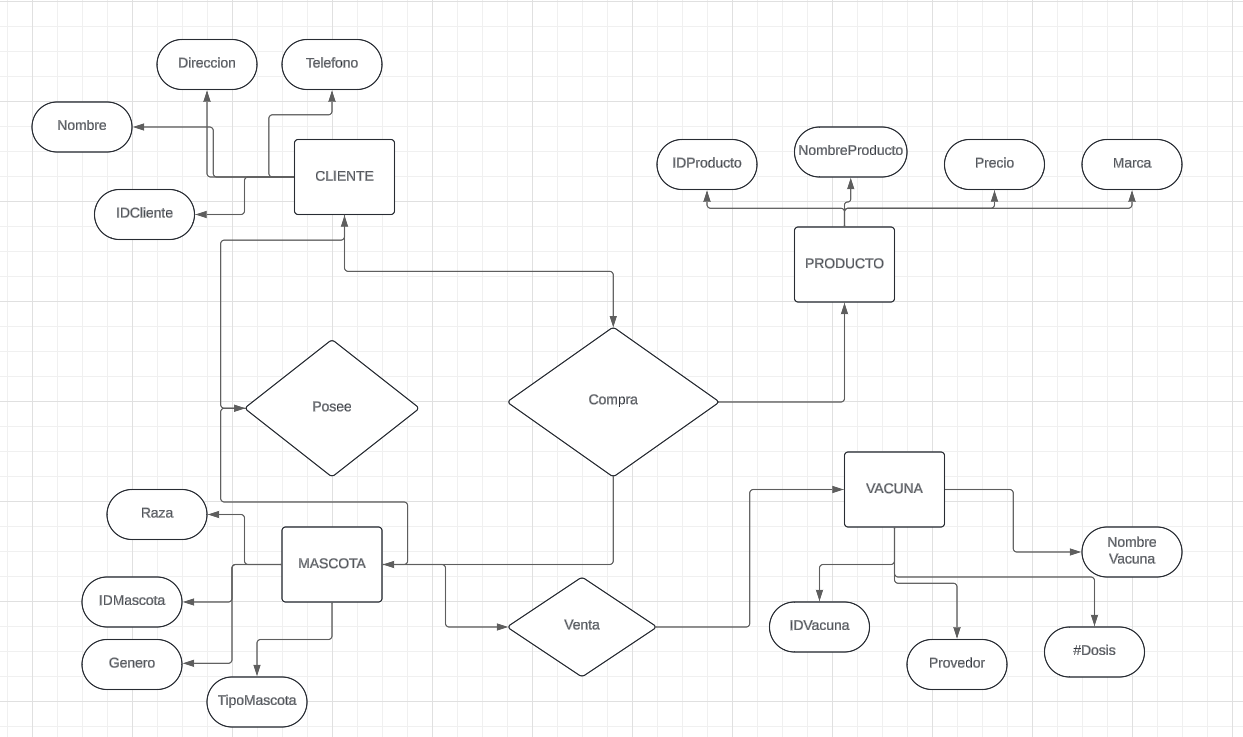 Direccion
Telefono
Nombre
CLIENTE
IDCliente
IDProducto
NombreProducto
Precio
Marca
PRODUCTO
Posee
Compra
Raza
MASCOTA
IDMascota
Genero
TipoMascota
Venta
VACUNA
Nombre
Vacuna
IDVacuna
Provedor
#Dosis